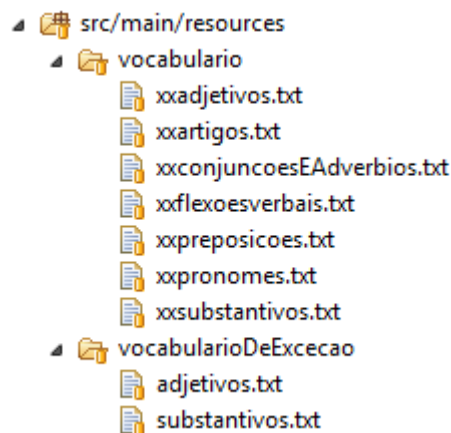 src/main/resources
vocabulario
xxadjetivos.txt
xxartigos.txt
xxconjuncoesEAdverbios.txt
xxflexoesverbais.txt
xxpreposicoes.txt
xxpronomes.txt
xxsubstantivos.txt
vocabularioDeExcecao
adjetivos.txt
substantivos.txt